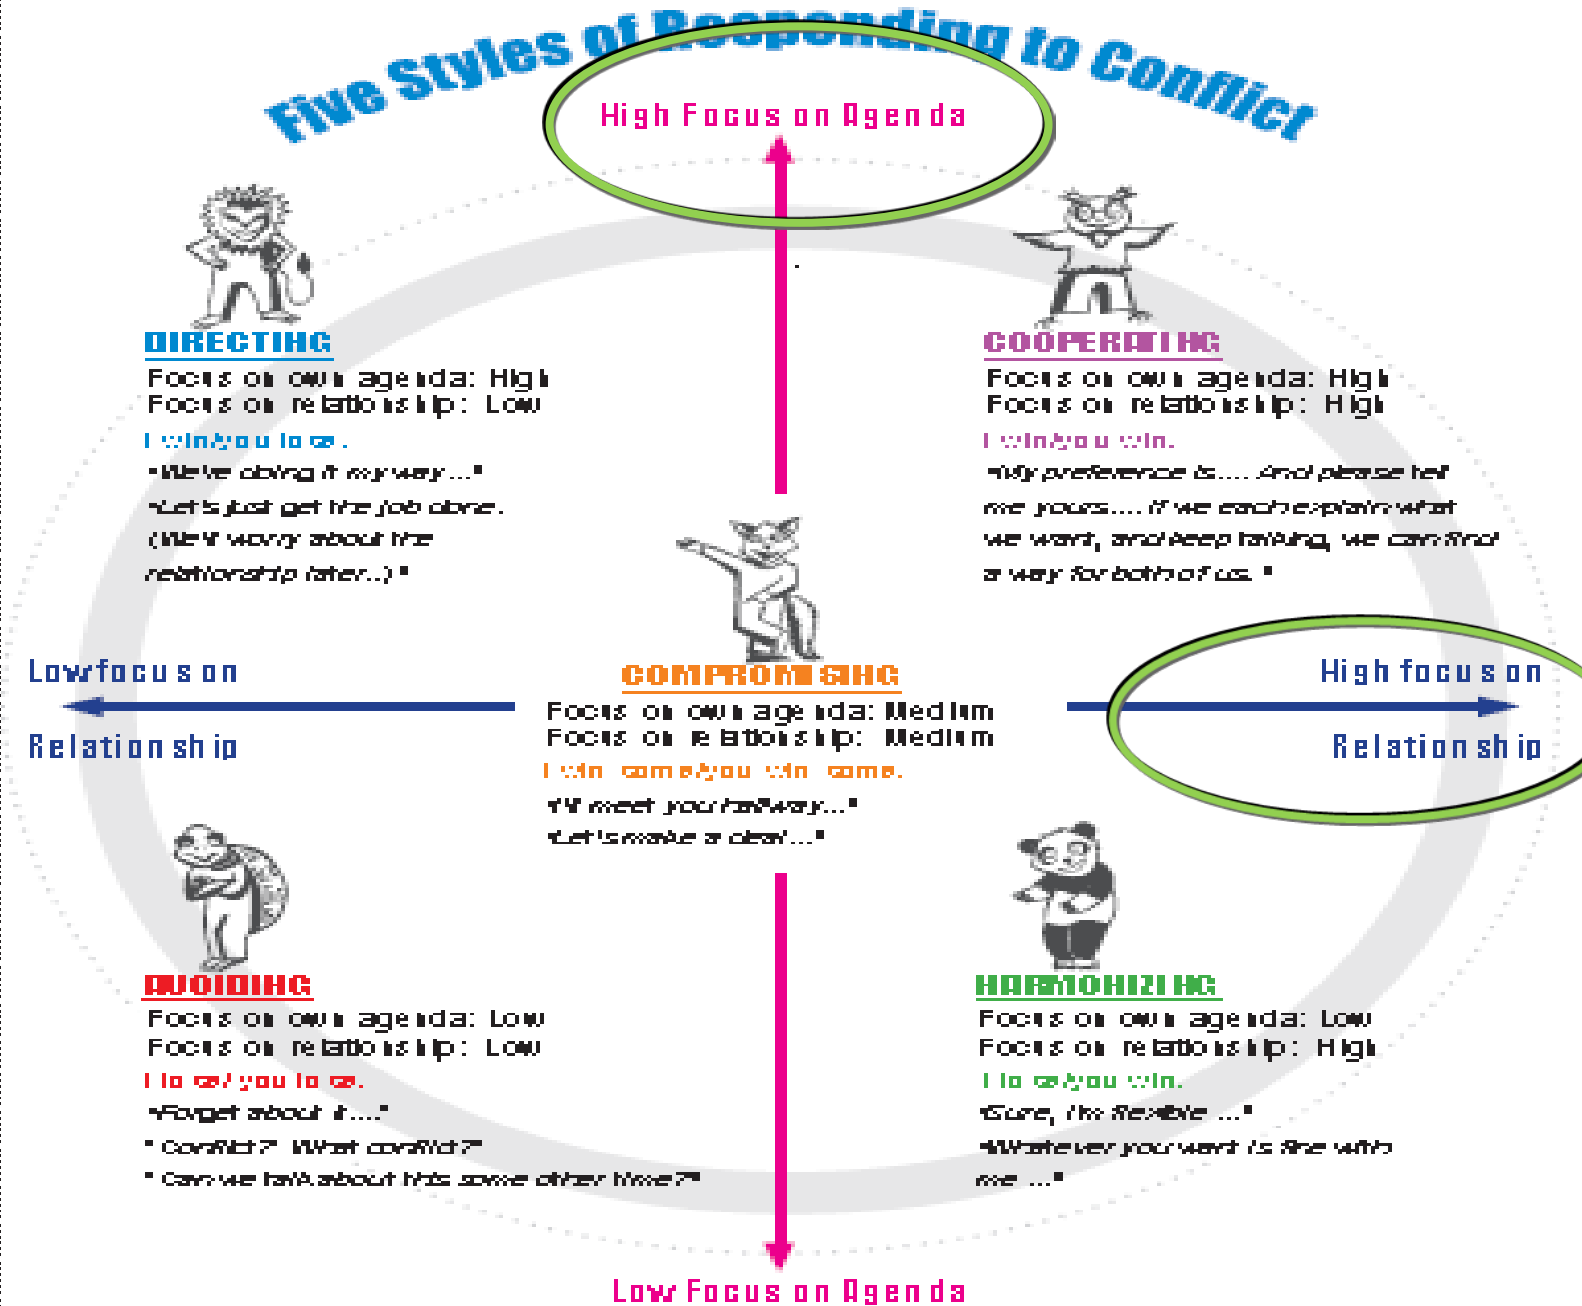 Five Styles of Responding to Conflict
High Focus on Agenda
DIRECTING
Focus on own agenda: High
Focus on relationship: Low
I win/you lose.
"We're doing it my way..."
"Let's just get the job done.
(We'll worry about the
relationship later..)"
COOPERATING
Focus on own agenda: High
Focus on relationship: High
I win/you win.
"My preference is.... And please tell
me yours.... If we each explain what
we want, and keep talking, we can find
a way for both of us."
Low focus on
Relationship
COMPROMISING
Focus on own agenda: Medium
Focus on relationship: Medium
I win some/you win some.
"I'll meet you halfway..."
"Let's make a deal..."
High focus on
Relationship
AVOIDING
Focus on own agenda: Low
Focus on relationship: Low
I lose/you lose.
"Forget about it...."
"Conflict?" What conflict?"
"Can we talk about this some other time?"
HARMONIZING
Focus on own agenda: Low
Focus on relationship: High
I lose/you win.
"Sure, I'm flexible ..."
"Whatever you want is fine with
me ..."
Low Focus on Agenda